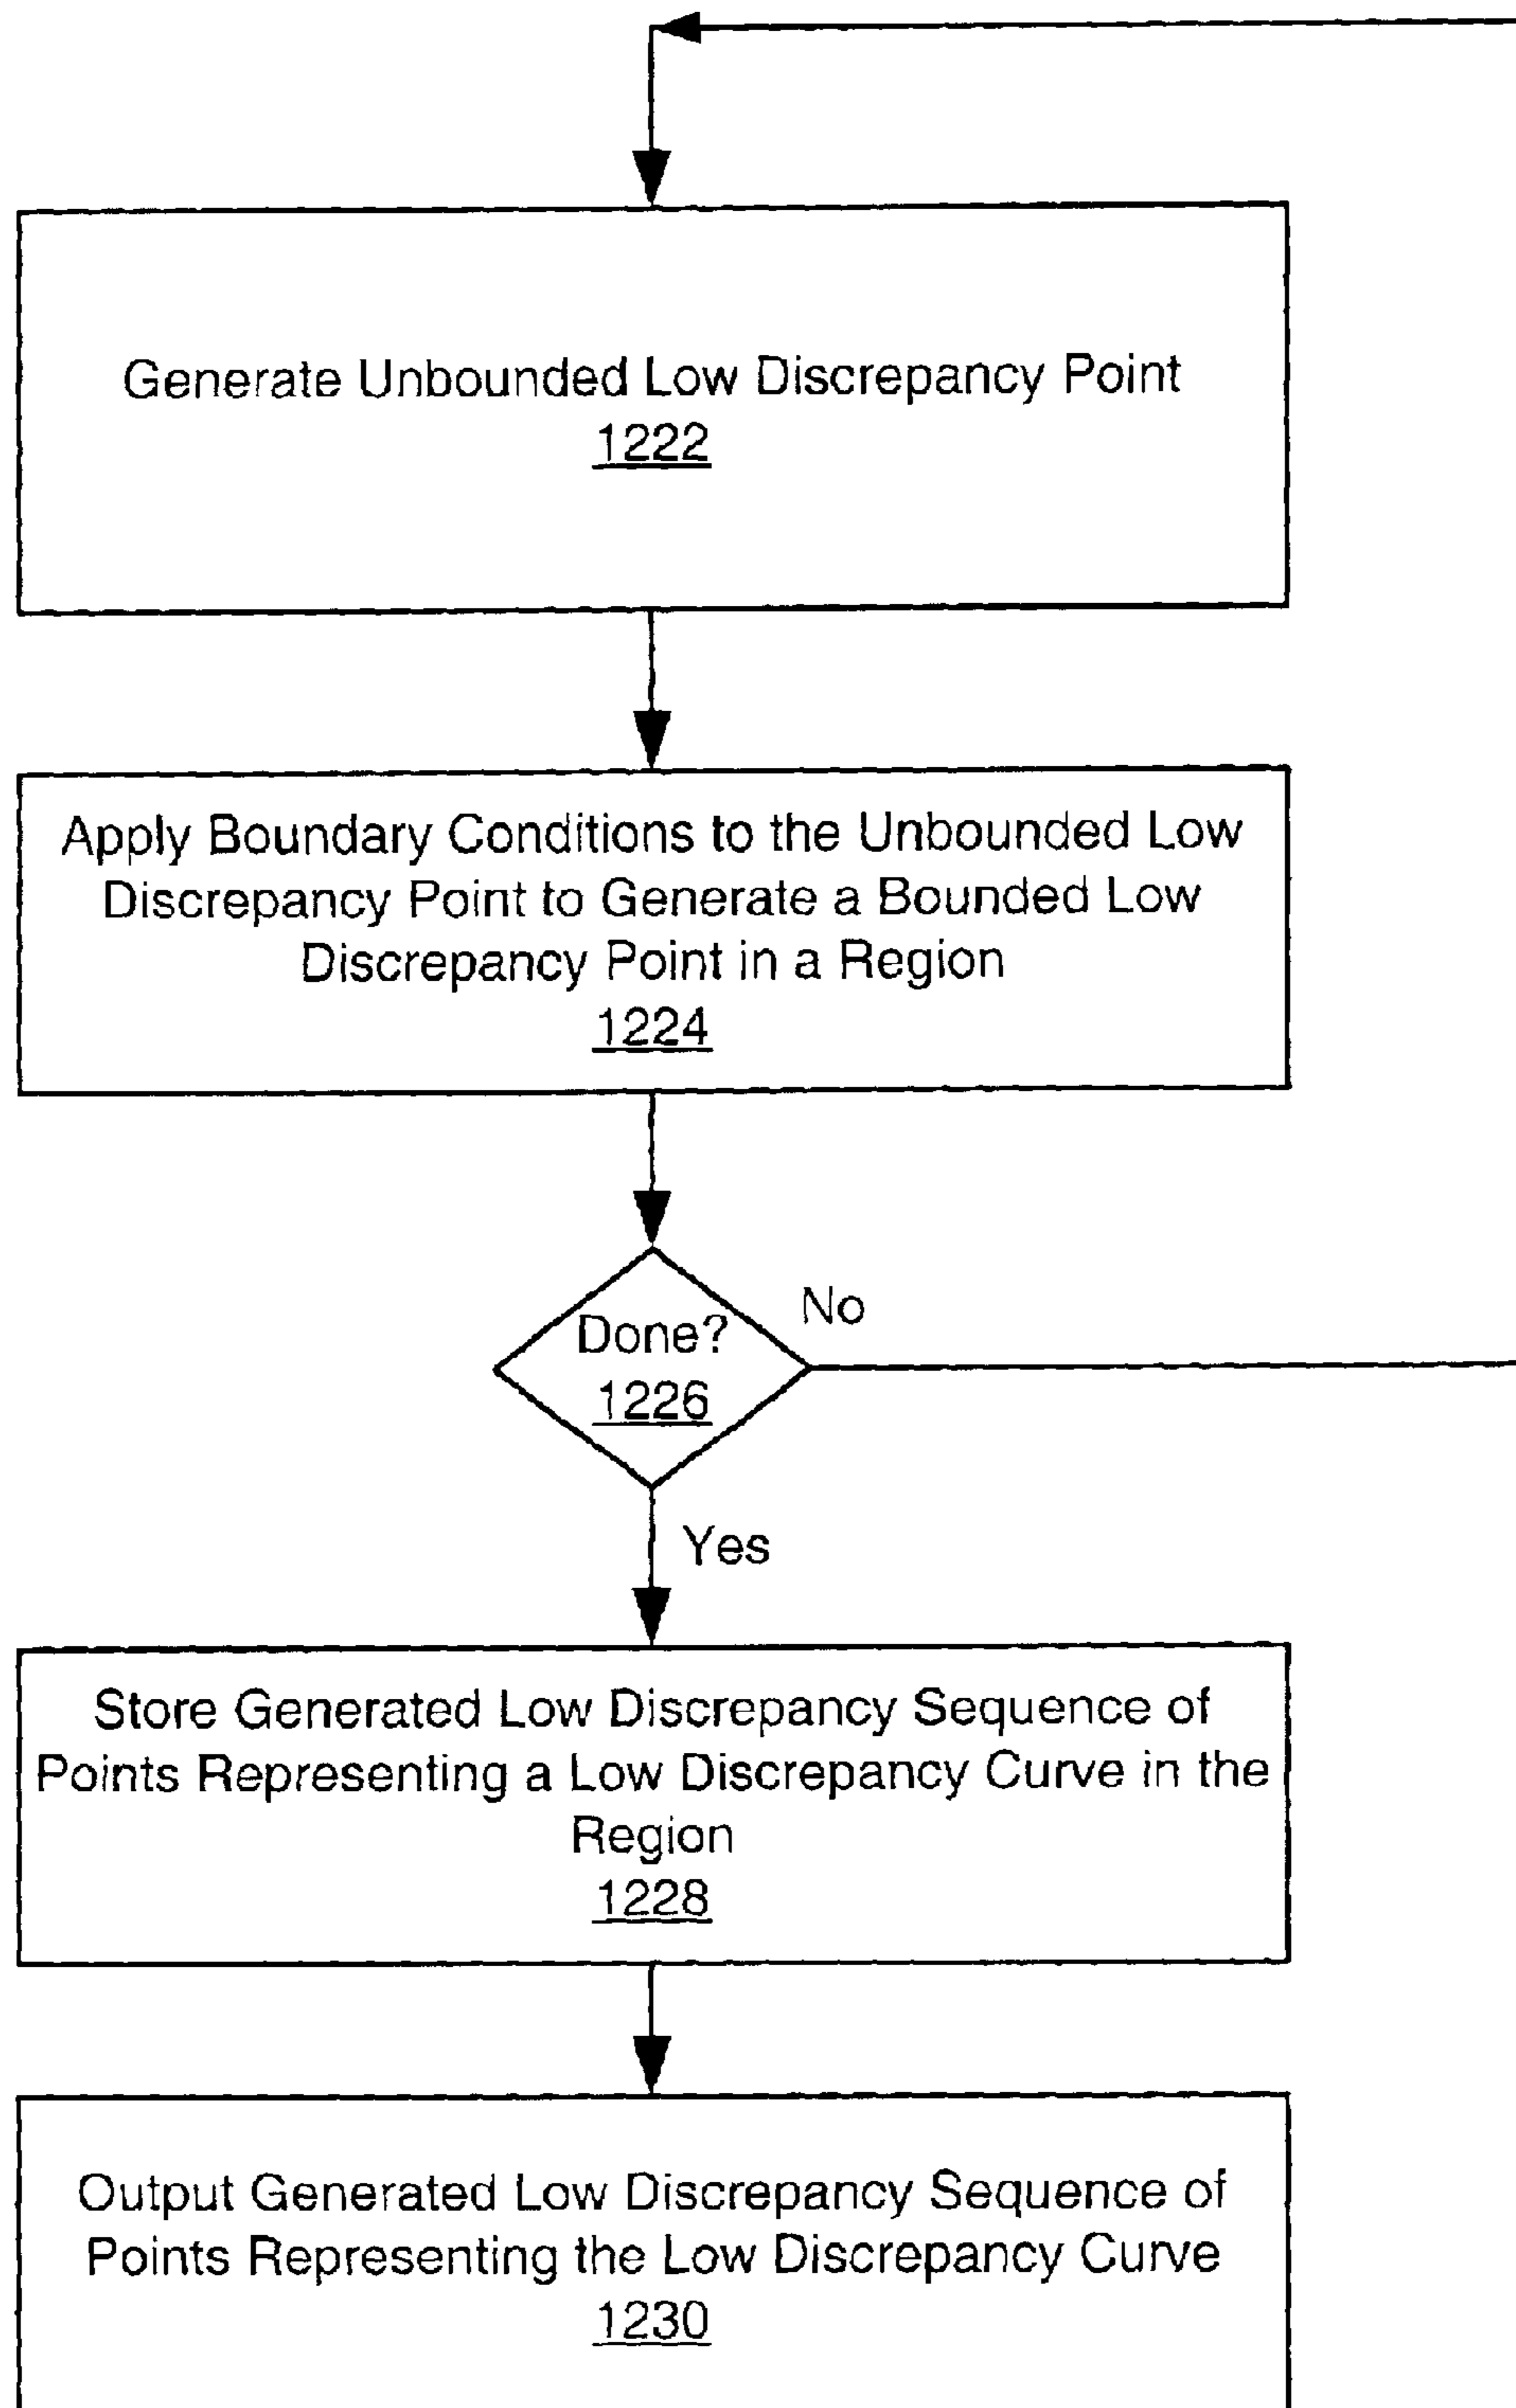 Generate Unbounded Low Discrepancy Point
1222
Apply Boundary Conditions to the Unbounded Low
Discrepancy Point to Generate a Bounded Low
Discrepancy Point in a Region
1224
No
Done?
1226
Yes
Store Generated Low Discrepancy Sequence of
Points Representing a Low Discrepancy Curve in the
Region
1228
Output Generated Low Discrepancy Sequence of
Points Representing the Low Discrepancy Curve
1230